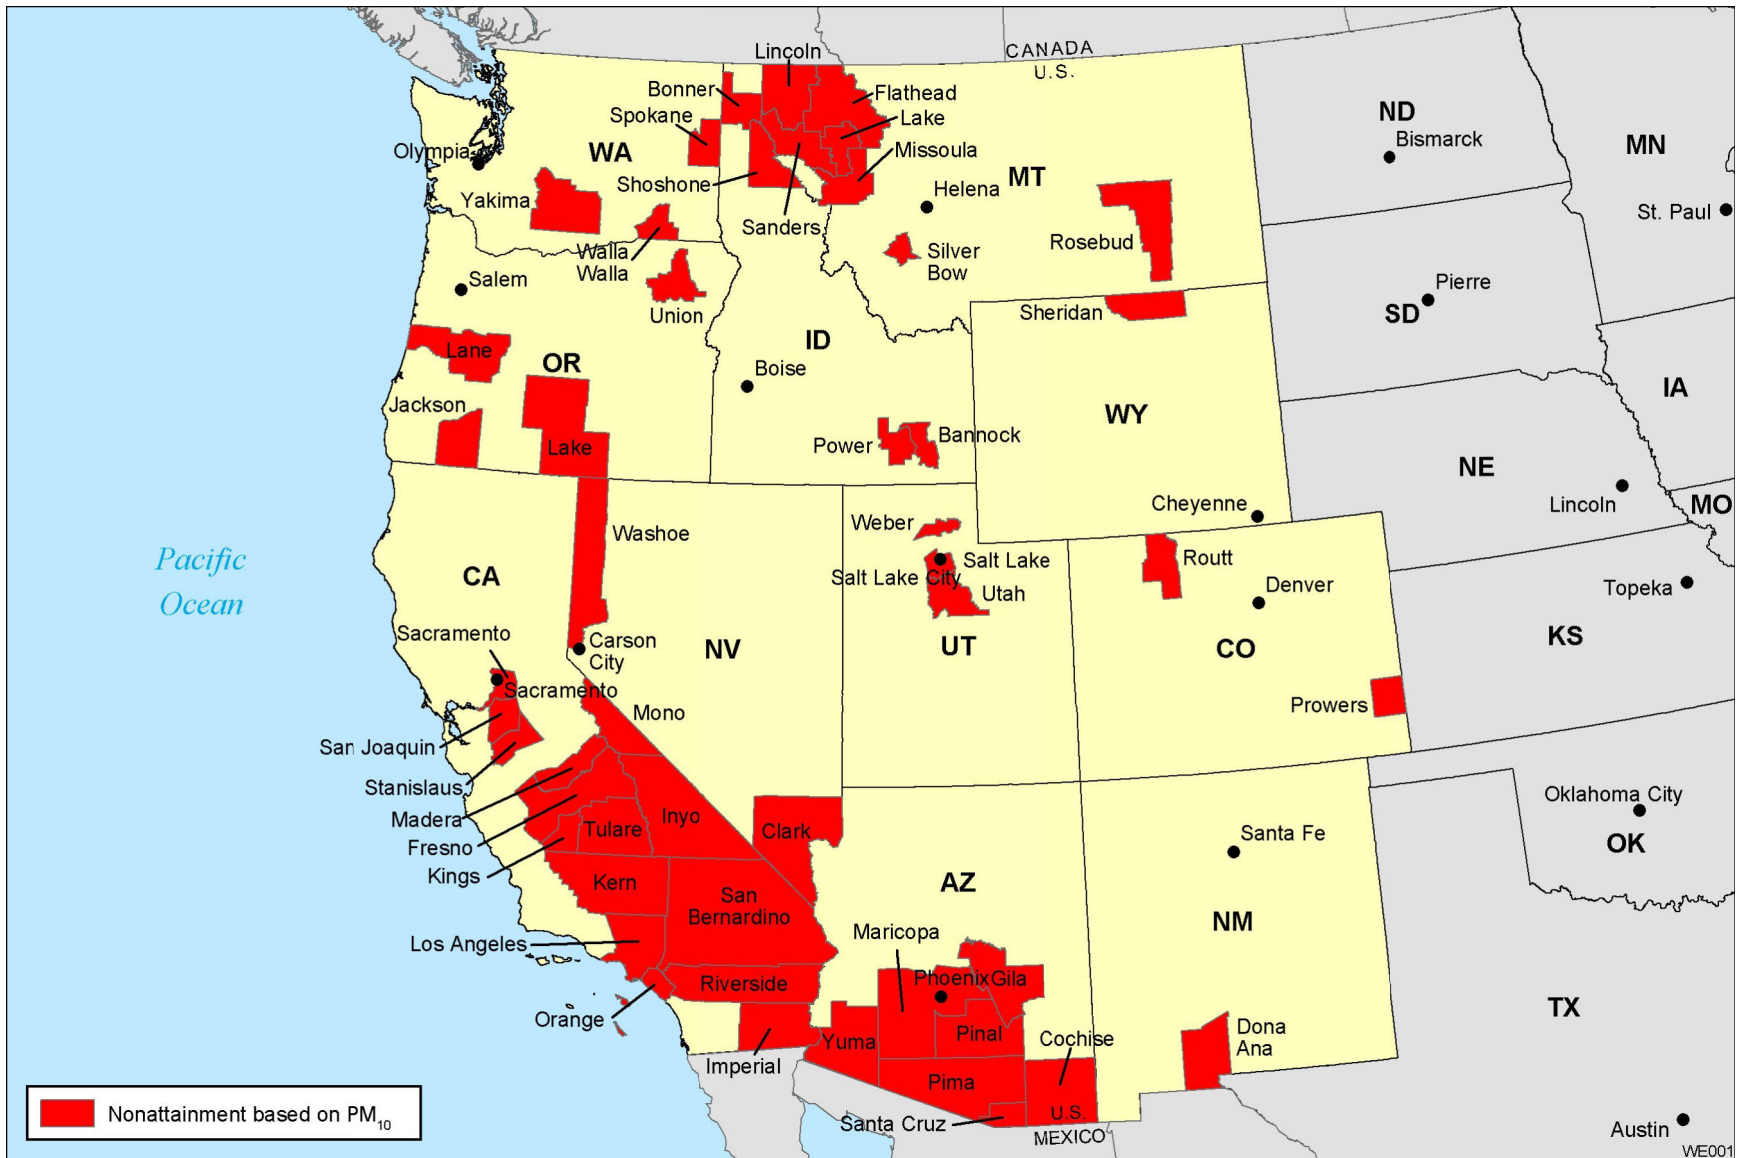 Lincoln
CANADA
U.S.
Bonner
Flathead
Spokane
Lake
ND
Bismarck
MN
Olympia
WA
Missoula
Shoshone
MT
Yakima
Helena
St. Paul
Sanders
Walla
Walla
Silver
Bow
Rosebud
Salem
Pierre
Union
Sheridan
SD
Lane
OR
ID
Boise
IA
Jackson
WY
Power
Bannock
Lake
NE
Cheyenne
Lincoln
MO
Weber
Washoe
Pacific
Ocean
CA
Salt Lake
Salt Lake City
Utah
Routt
Denver
Topeka
Sacramento
Carson
City
NV
UT
CO
KS
Sacramento
Mono
Prowers
San Joaquin
Stanislaus
Madera
Fresno
Kings
Tulare
Inyo
Clark
Santa Fe
Oklahoma City
OK
Kern
San
Bernardino
AZ
NM
Los Angeles
Maricopa
Riverside
Phoenix
Gila
TX
Orange
Imperial
Yuma
Pinal
Cochise
Dona
Ana
Pima
Santa Cruz
U.S.
MEXICO
Austin
Nonattainment based on PM10
WE001